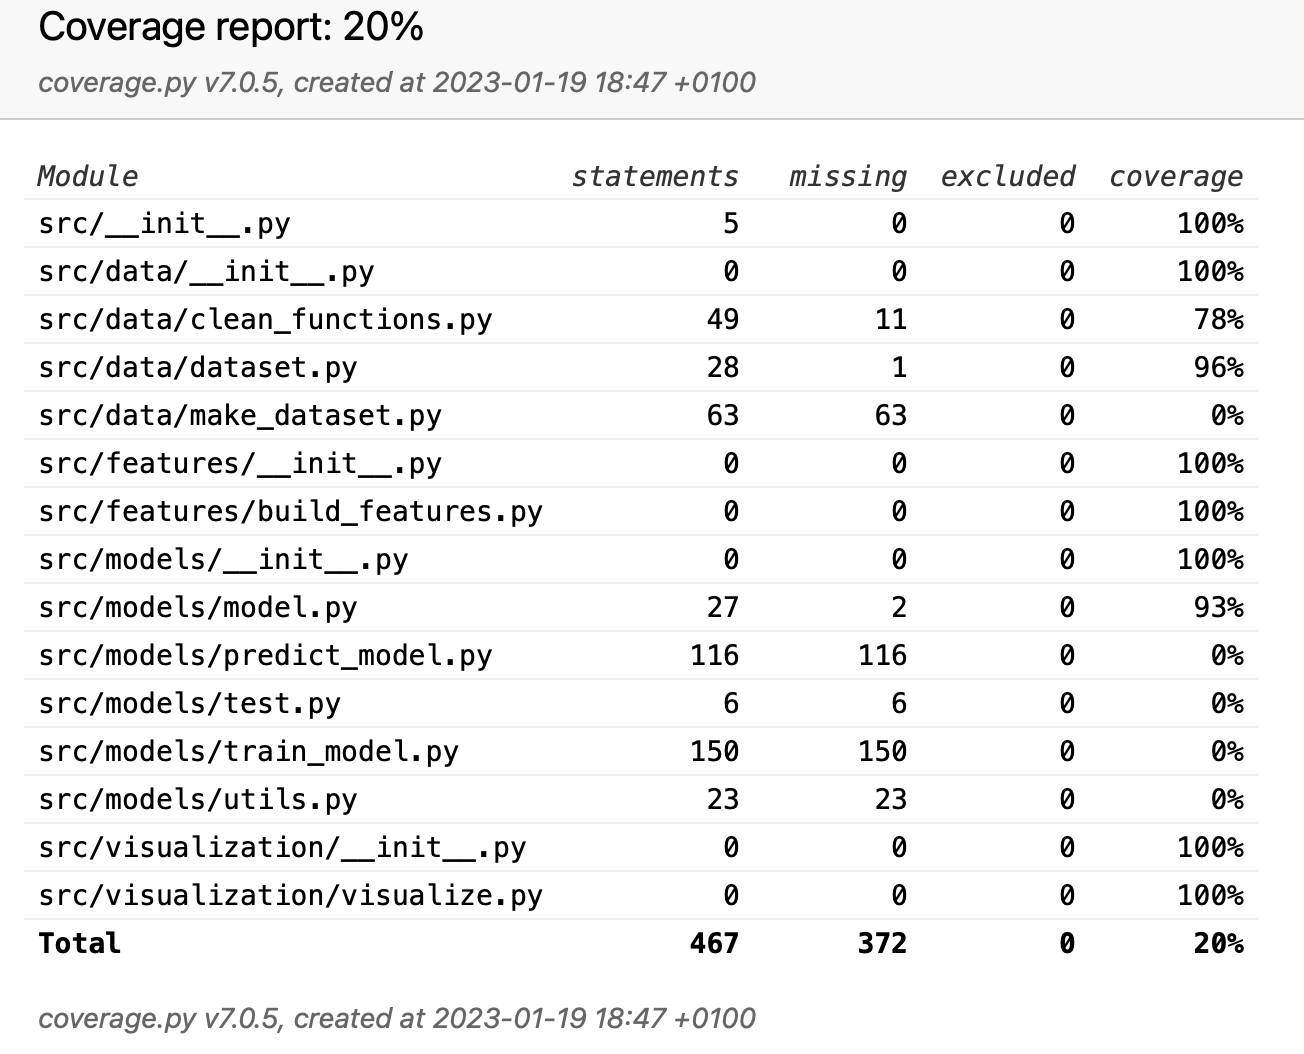 Coverage report: 20%
coverage.py v7.0.5, created at 2023-01-19 18:47 +0100
Module statements missing excluded coverage
src/__init__.py 5 0 0 100%
src/data/__init__.py 0 0 0 100%
src/data/clean_functions.py 49 11 0 78%
src/data/dataset.py 28 1 0 96%
src/data/make_dataset.py 63 63 0 0%
src/features/__init__.py 0 0 0 100%
src/features/build_features.py 0 0 0 100%
src/models/__init__.py 0 0 0 100%
src/models/model.py 27 2 0 93%
src/models/predict_model.py 116 116 0 0%
src/models/test.py 6 6 0 0%
src/models/train_model.py 150 150 0 0%
src/models/utils.py 23 23 0 0%
src/visualization/__init__.py 0 0 0 100%
src/visualization/visualize.py 0 0 0 100%
Total 467 372 0 20%
coverage.py v7.0.5, created at 2023-01-19 18:47 +0100